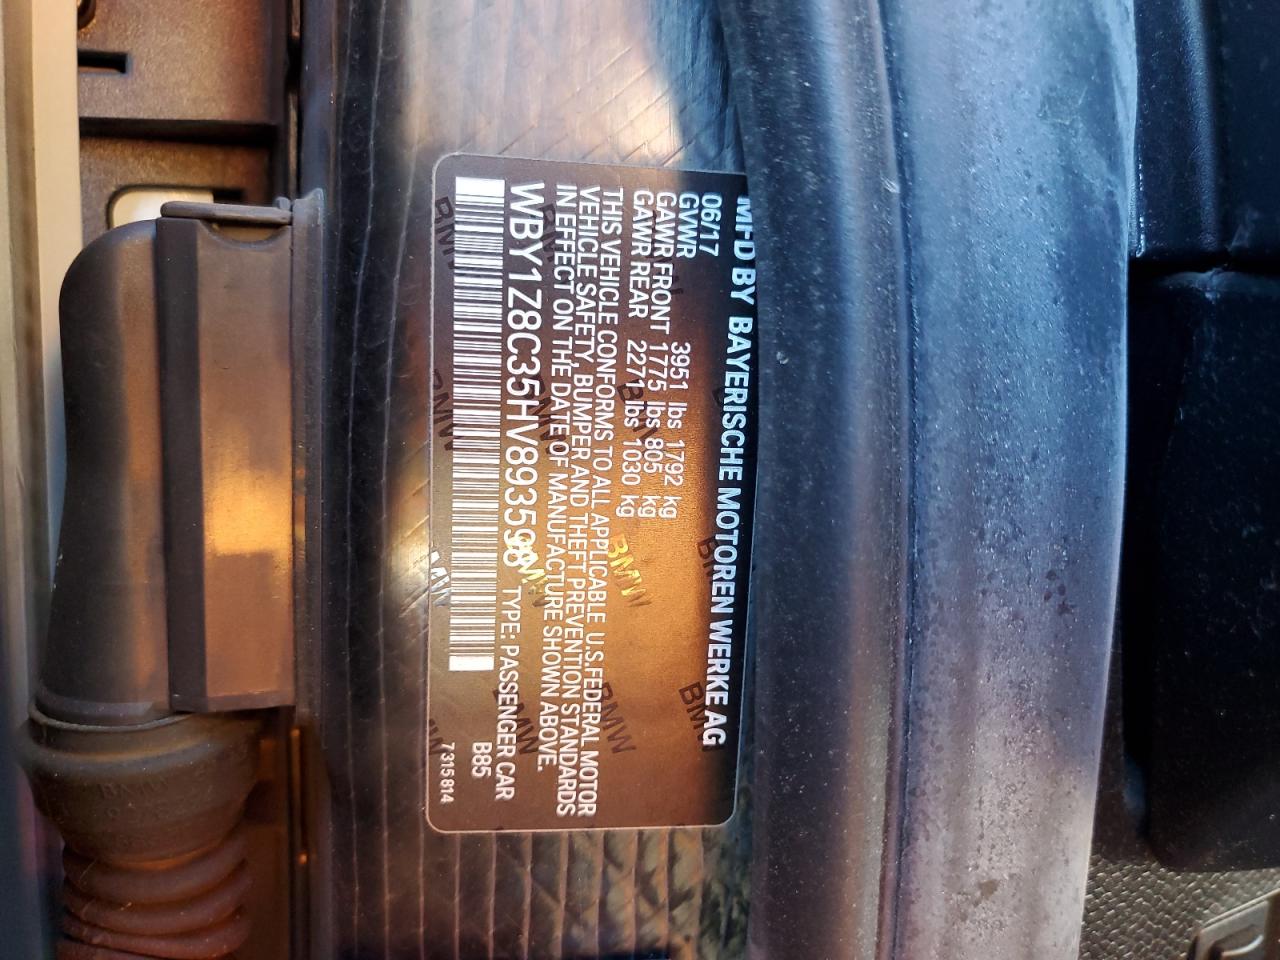 MFD BY BAYERISCHE MOTOREN WERKE AG
06/17
GVWR 3951 lbs 1792 kg
GAWR FRONT 1775 lbs 805 kg
GAWR REAR 2271 lbs 1030 kg
THIS VEHICLE CONFORMS TO ALL APPLICABLE U.S.FEDERAL MOTOR
VEHICLE SAFETY, BUMPER AND THEFT PREVENTION STANDARDS
IN EFFECT ON THE DATE OF MANUFACTURE SHOWN ABOVE.
WBY1Z8C35HV893598 TYPE: PASSENGER CAR
B85
7315814